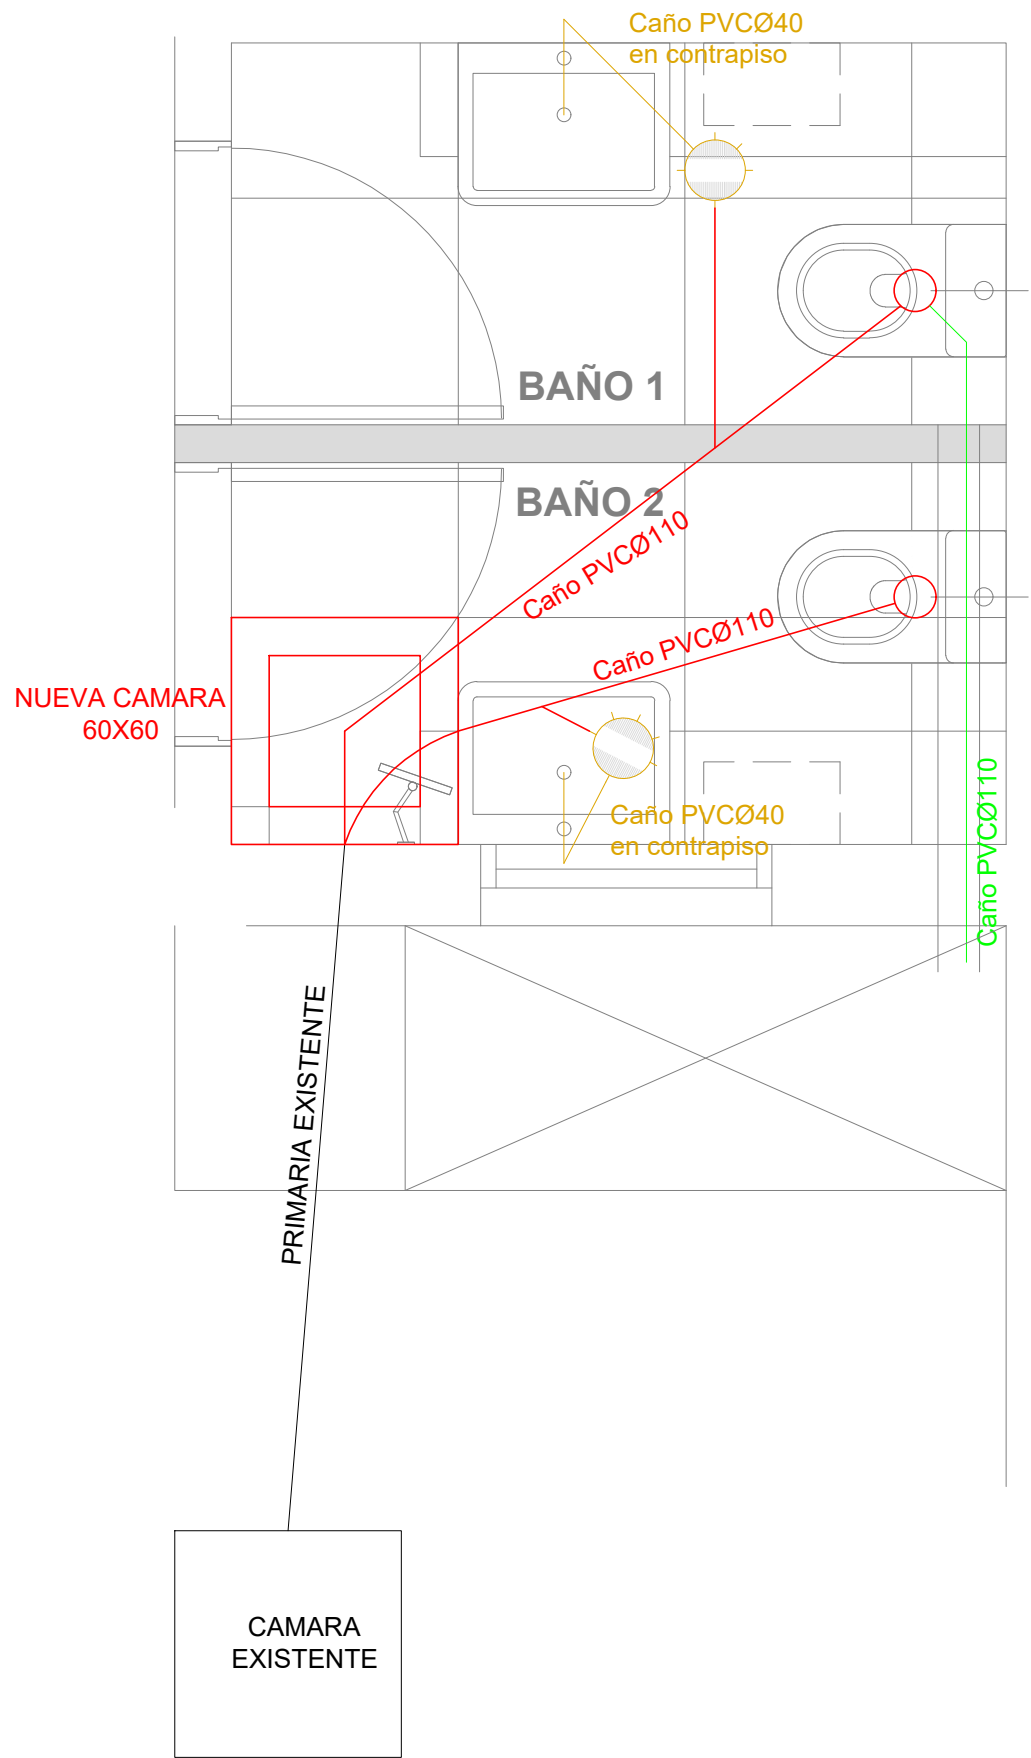 Caño PVCØ40
en contrapiso
BAÑO 1
BAÑO 2
Caño PVCØ110
Caño PVCØ110
NUEVA CAMARA
60X60
Caño PVCØ40
en contrapiso
Caño PVCØ110
PRIMARIA EXISTENTE
CAMARA
EXISTENTE